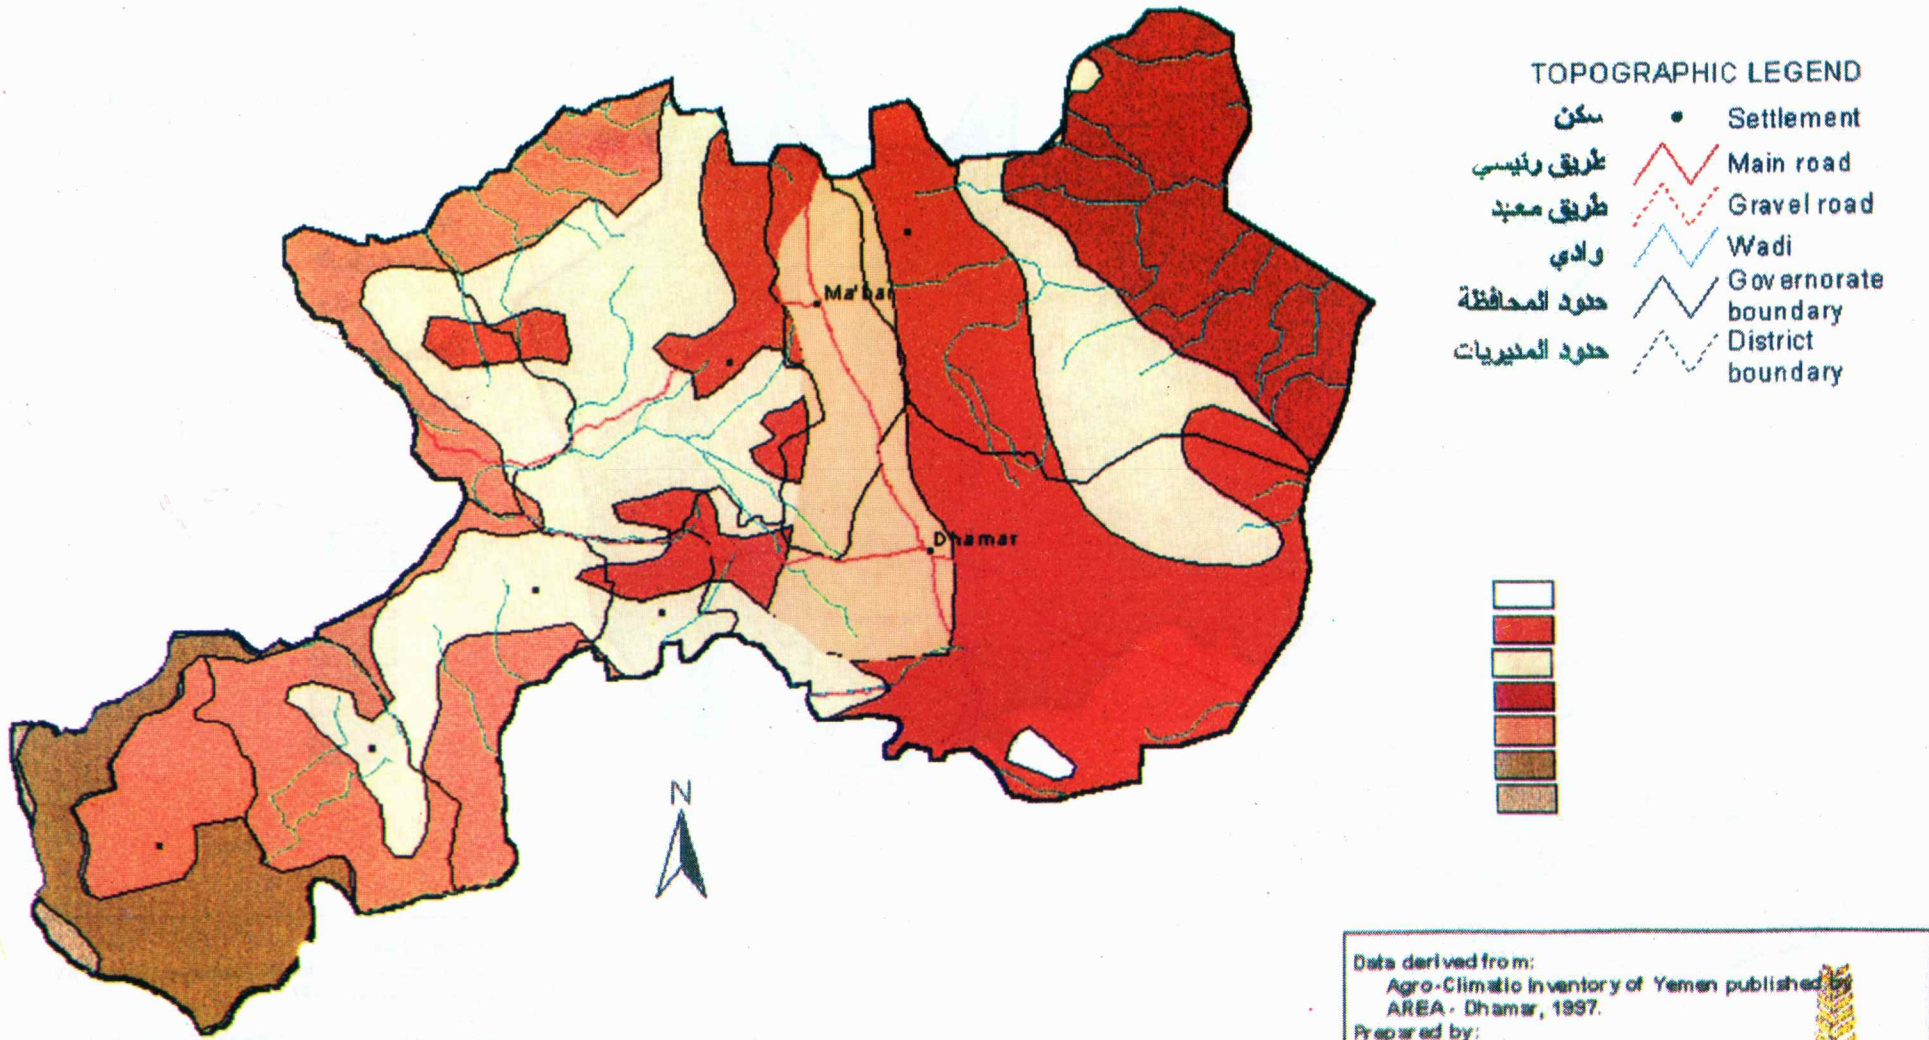 TOPOGRAPHIC LEGEND
سكن Settlement
طريق رئيسي Main road
طريق معبد Gravel road
وادي Wadi
حدود المحافظة Governorate boundary
حدود المديريات District boundary
Ma'bar
Dhamar
N
Data derived from:
Agro-Climatic Inventory of Yemen published by
AREA - Dhamar, 1997.
Prepared by: